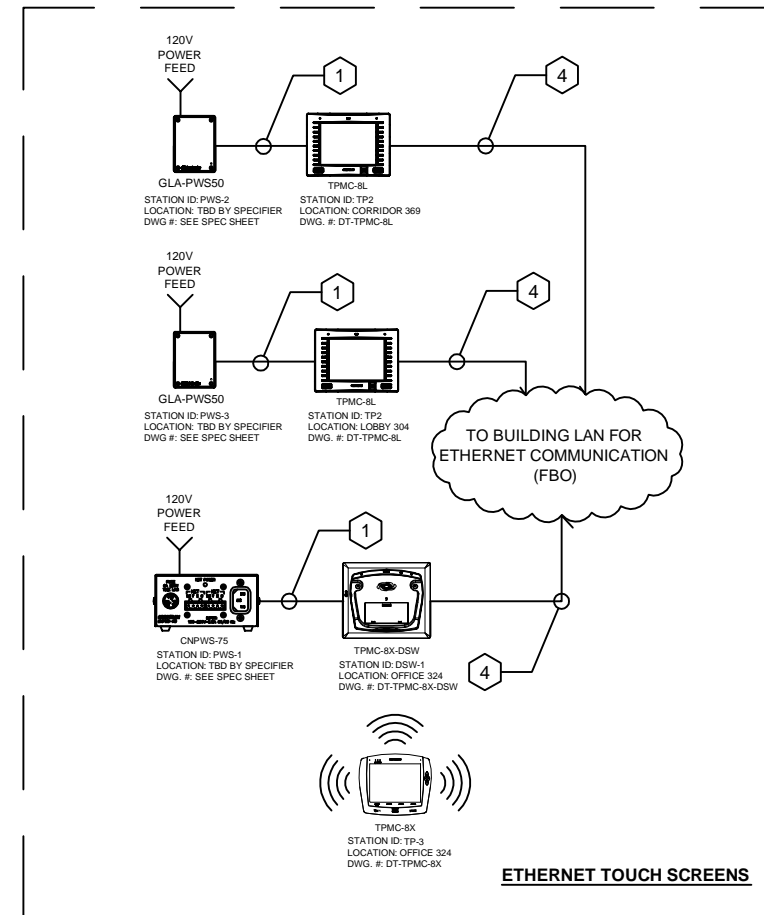 120V
POWER
FEED
1
4
GLA-PWS50
STATION ID: PWS-2
LOCATION: TBD BY SPECIFIER
DWG #: SEE SPEC SHEET
TPMC-8L
STATION ID: TP2
LOCATION: CORRIDOR 369
DWG. #: DT-TPMC-8L
120V
POWER
FEED
1
4
GLA-PWS50
STATION ID: PWS-3
LOCATION: TBD BY SPECIFIER
DWG #: SEE SPEC SHEET
TPMC-8L
STATION ID: TP2
LOCATION: LOBBY 304
DWG. #: DT-TPMC-8L
TO BUILDING LAN FOR
ETHERNET COMMUNICATION
(FBO)
120V
POWER
FEED
1
4
CNPWS-75
STATION ID: PWS-1
LOCATION: TBD BY SPECIFIER
DWG. #: SEE SPEC SHEET
TPMC-8X-DSW
STATION ID: DSW-1
LOCATION: OFFICE 324
DWG. #: DT-TPMC-8X-DSW
TPMC-8X
STATION ID: TP-3
LOCATION: OFFICE 324
DWG. #: DT-TPMC-8X
ETHERNET TOUCH SCREENS